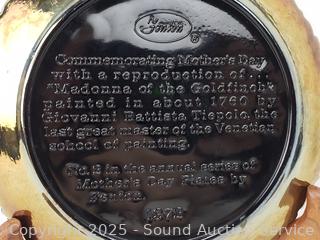 Fenton
®
Commemorating Mother's Day
with a reproduction of...
"Madonna of the Goldfinch"
painted in about 1760 by
Giovanni Battista Tiepolo, the
last great master of the Venetian
school of painting.
No. 2 in the annual series of
Mother's Day Plates by
Fenton.
1972
Copyright 2025 - Sound Auction Service